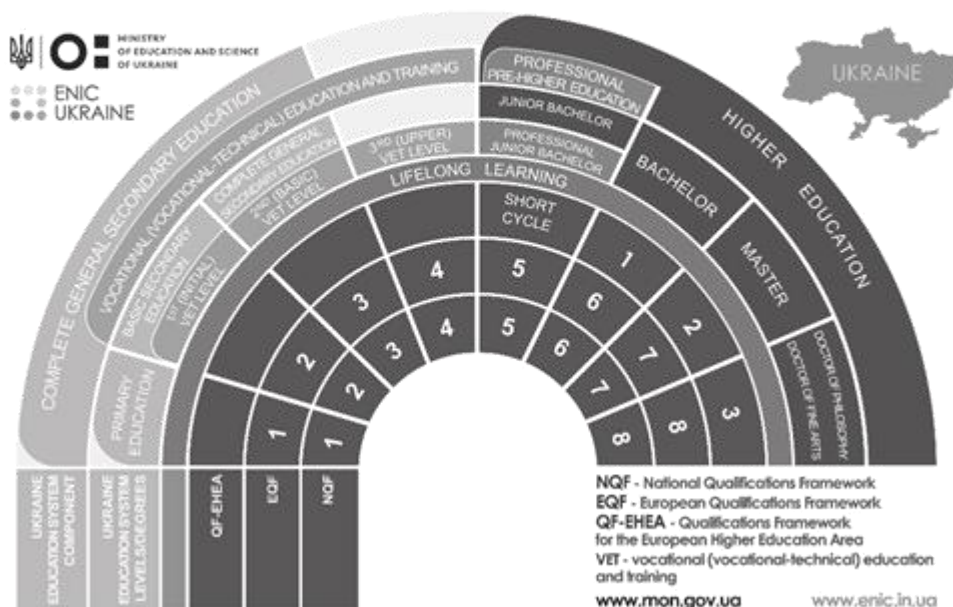 MINISTRY
OF EDUCATION AND SCIENCE
OF UKRAINE
ENIC
UKRAINE
UKRAINE
COMPLETE GENERAL SECONDARY EDUCATION
HIGHER EDUCATION
VOCATIONAL (VOCATIONAL-TECHNICAL) EDUCATION AND TRAINING
PROFESSIONAL
PRE-HIGHER EDUCATION
PRIMARY
EDUCATION
BASIC SECONDARY
EDUCATION
1ST (INITIAL)
VET LEVEL
COMPLETE GENERAL
SECONDARY EDUCATION
2ND (BASIC)
VET LEVEL
3RD (UPPER)
VET LEVEL
JUNIOR BACHELOR
PROFESSIONAL
JUNIOR BACHELOR
BACHELOR
MASTER
DOCTOR OF PHILOSOPHY
DOCTOR OF FINE ARTS
LIFELONG LEARNING
SHORT
CYCLE
1
2
3
1
2
3
4
5
6
7
8
1
2
3
4
5
6
7
8
UKRAINE
EDUCATION SYSTEM
COMPONENT
UKRAINE
EDUCATION SYSTEM
LEVELS/DEGREES
QF-EHEA
EQF
NQF
NQF - National Qualifications Framework
EQF - European Qualifications Framework
QF-EHEA - Qualifications Framework
for the European Higher Education Area
VET - vocational (vocational-technical) education
and training
www.mon.gov.ua
www.enic.in.ua